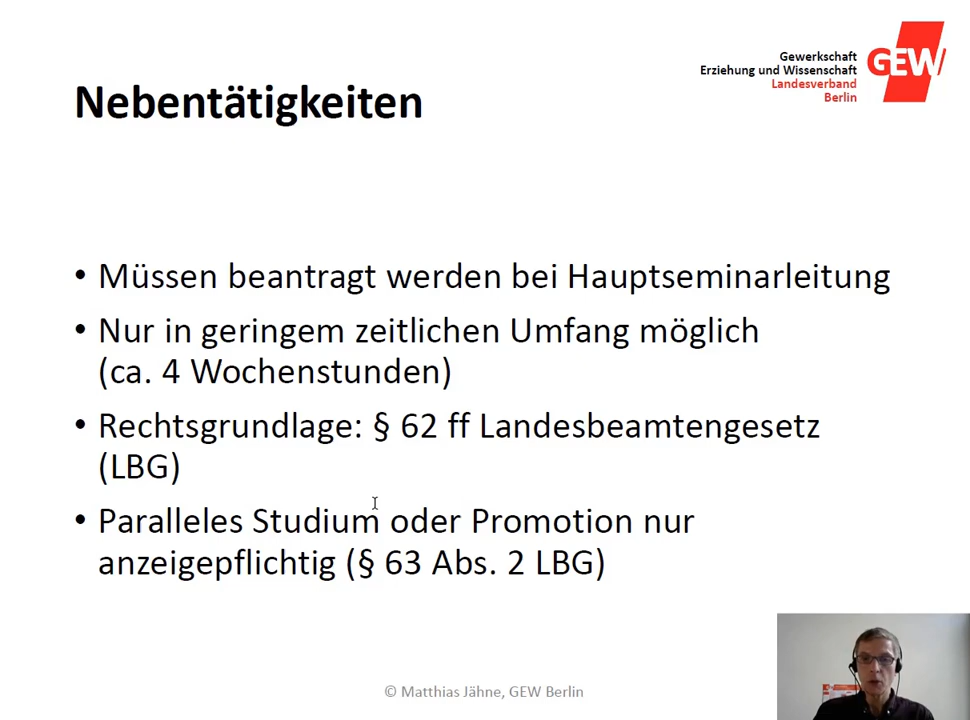 Gewerkschaft
Erziehung und Wissenschaft
Landesverband
Berlin
GEW
Nebentätigkeiten
• Müssen beantragt werden bei Hauptseminarleitung
• Nur in geringem zeitlichen Umfang möglich
(ca. 4 Wochenstunden)
• Rechtsgrundlage: § 62 ff Landesbeamtengesetz
(LBG)
• Paralleles Studium oder Promotion nur
anzeigepflichtig (§ 63 Abs. 2 LBG)
© Matthias Jähne, GEW Berlin